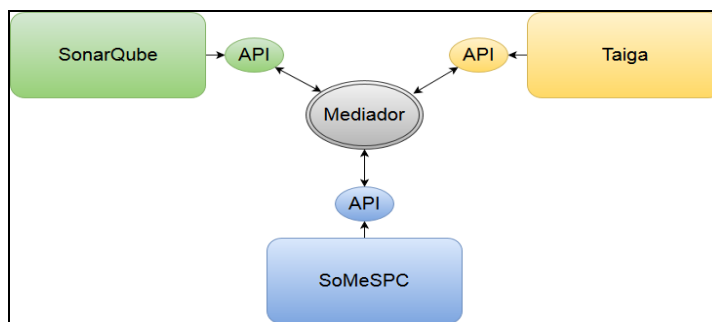 SonarQube
API
API
Taiga
Mediador
API
SoMeSPC